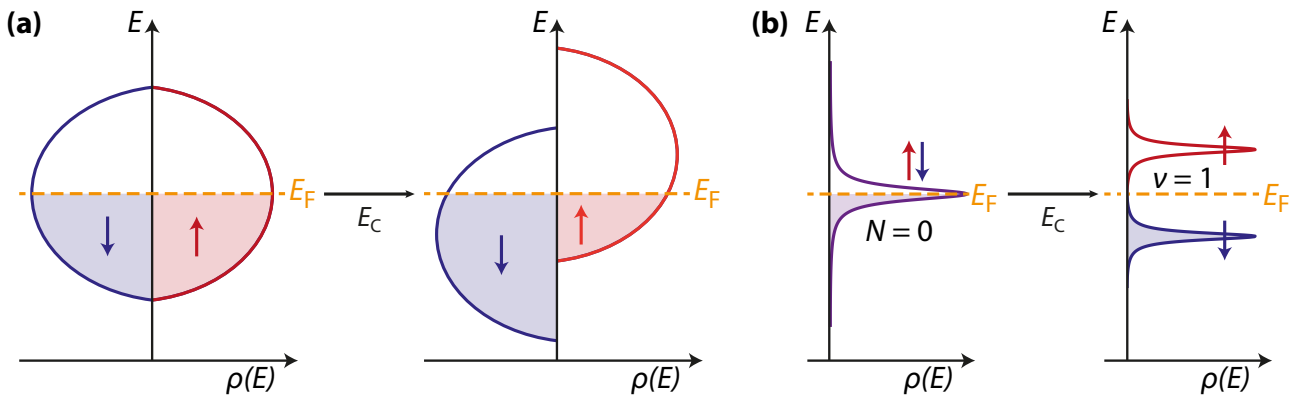 (a)
E
E_F
E_C
ρ(E)
E
E_F
ρ(E)
(b)
E
N = 0
E_F
E_C
ρ(E)
E
ν = 1
E_F
ρ(E)